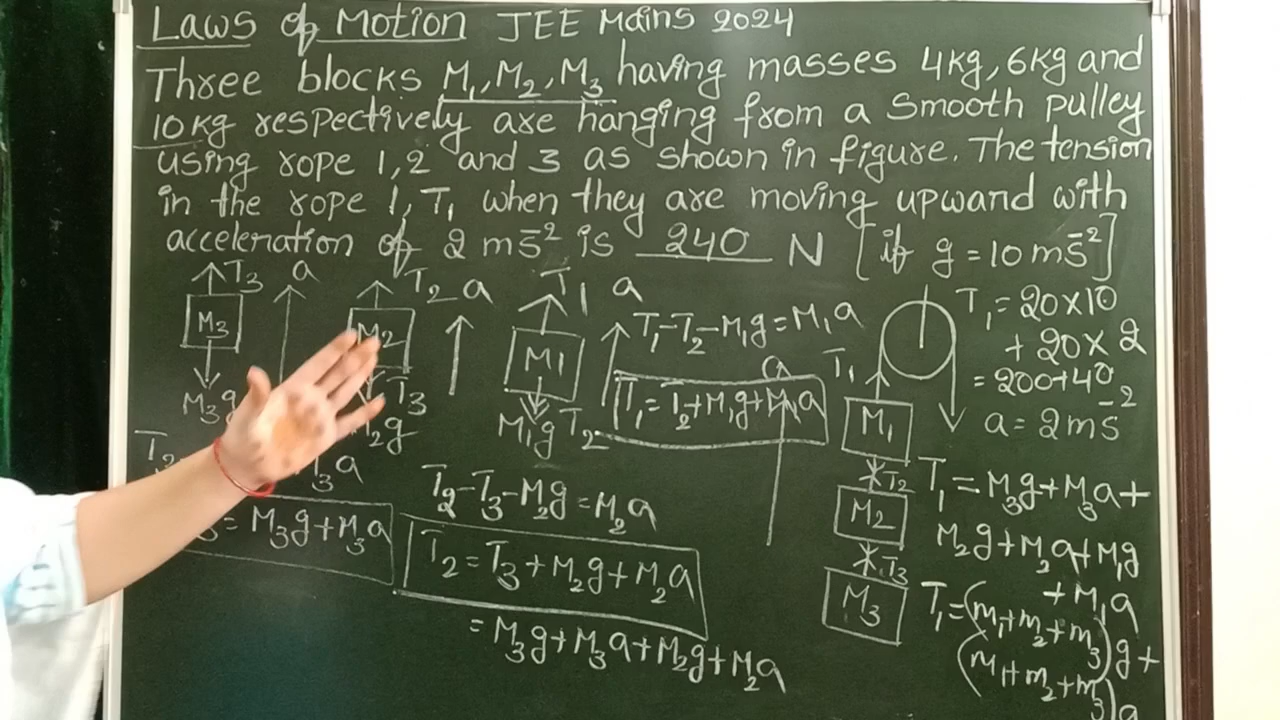 Laws of Motion JEE Mains 2024
Three blocks M₁, M₂, M₃ having masses 4kg, 6kg and
10kg respectively are hanging from a smooth pulley
using rope 1, 2 and 3 as shown in figure. The tension
in the rope 1, T₁ when they are moving upward with
acceleration of 2 ms⁻² is 240 N [if g = 10 ms⁻²]
T₃ a
M₃
M₃g
T₂ a
M₂
T₃
₂g
T₁ a
M1
M₁g T₂
T₁-T₂-M₁g=M₁a
T₁=T₂+M₁g+M₁a
a
T₁
M₁
T₂
M₂
T₃
M₃
T₁=20×10
+20×2
=200+40
a=2ms⁻²
₃a
₃=M₃g+M₃a
T₂-T₃-M₂g=M₂a
T₂=T₃+M₂g+M₂a
=M₃g+M₃a+M₂g+M₂a
T₁=M₃g+M₃a+
M₂g+M₂a+M₁g
+M₁a
T₁=(m₁+m₂+m₃)g+
(m₁+m₂+m₃)a